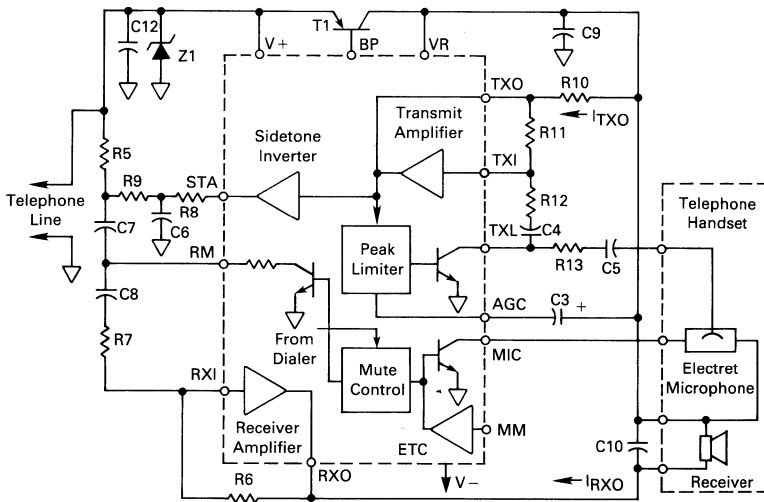 C12
Z1
T1
V+
BP
VR
C9
TXO
R10
ITXO
Transmit
Amplifier
R11
Sidetone
Inverter
TXI
R5
R9
STA
R8
R12
Telephone
Line
C7
C6
TXL
C4
Telephone
Handset
Peak
Limiter
R13
C5
RM
C8
AGC
C3
+
From
Dialer
MIC
R7
Mute
Control
Electret
Microphone
RXI
Receiver
Amplifier
MM
ETC
C10
RXO
V−
IRXO
Receiver
R6